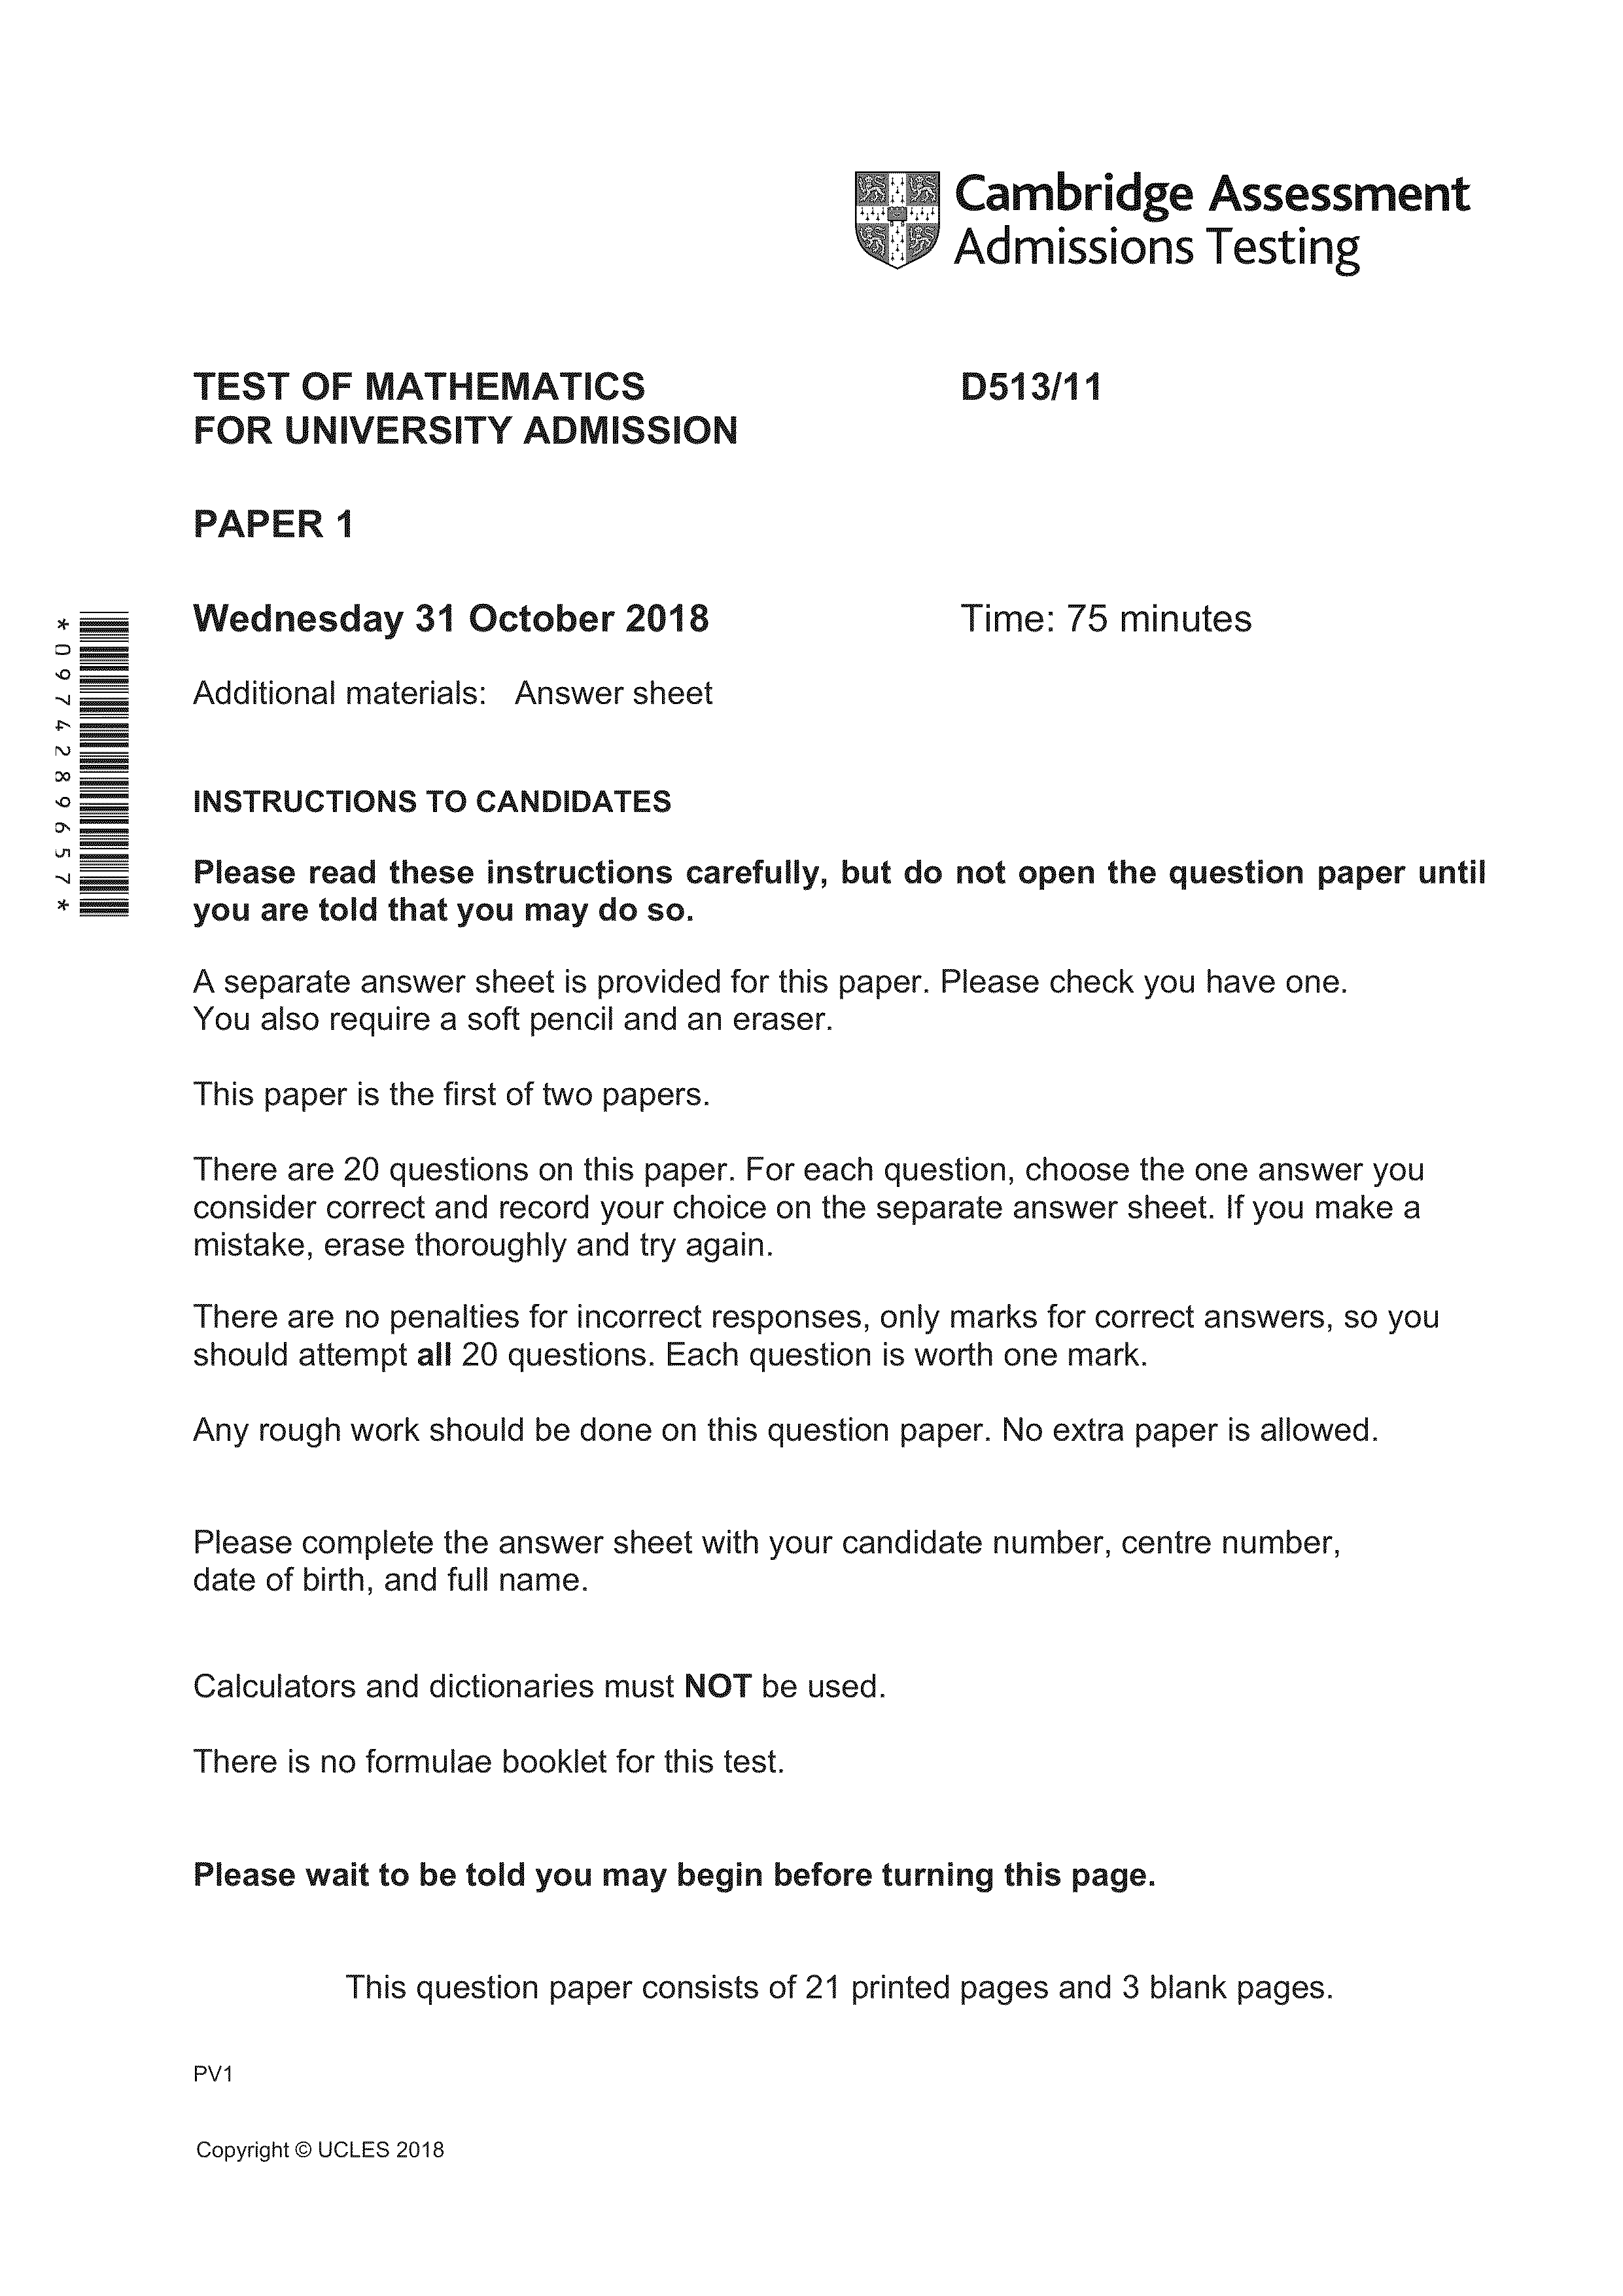 Cambridge Assessment
Admissions Testing
TEST OF MATHEMATICS
FOR UNIVERSITY ADMISSION
D513/11
PAPER 1
Wednesday 31 October 2018
Time: 75 minutes
Additional materials: Answer sheet
*0974289657*
INSTRUCTIONS TO CANDIDATES
Please read these instructions carefully, but do not open the question paper until
you are told that you may do so.
A separate answer sheet is provided for this paper. Please check you have one.
You also require a soft pencil and an eraser.
This paper is the first of two papers.
There are 20 questions on this paper. For each question, choose the one answer you
consider correct and record your choice on the separate answer sheet. If you make a
mistake, erase thoroughly and try again.
There are no penalties for incorrect responses, only marks for correct answers, so you
should attempt all 20 questions. Each question is worth one mark.
Any rough work should be done on this question paper. No extra paper is allowed.
Please complete the answer sheet with your candidate number, centre number,
date of birth, and full name.
Calculators and dictionaries must NOT be used.
There is no formulae booklet for this test.
Please wait to be told you may begin before turning this page.
This question paper consists of 21 printed pages and 3 blank pages.
PV1
Copyright © UCLES 2018